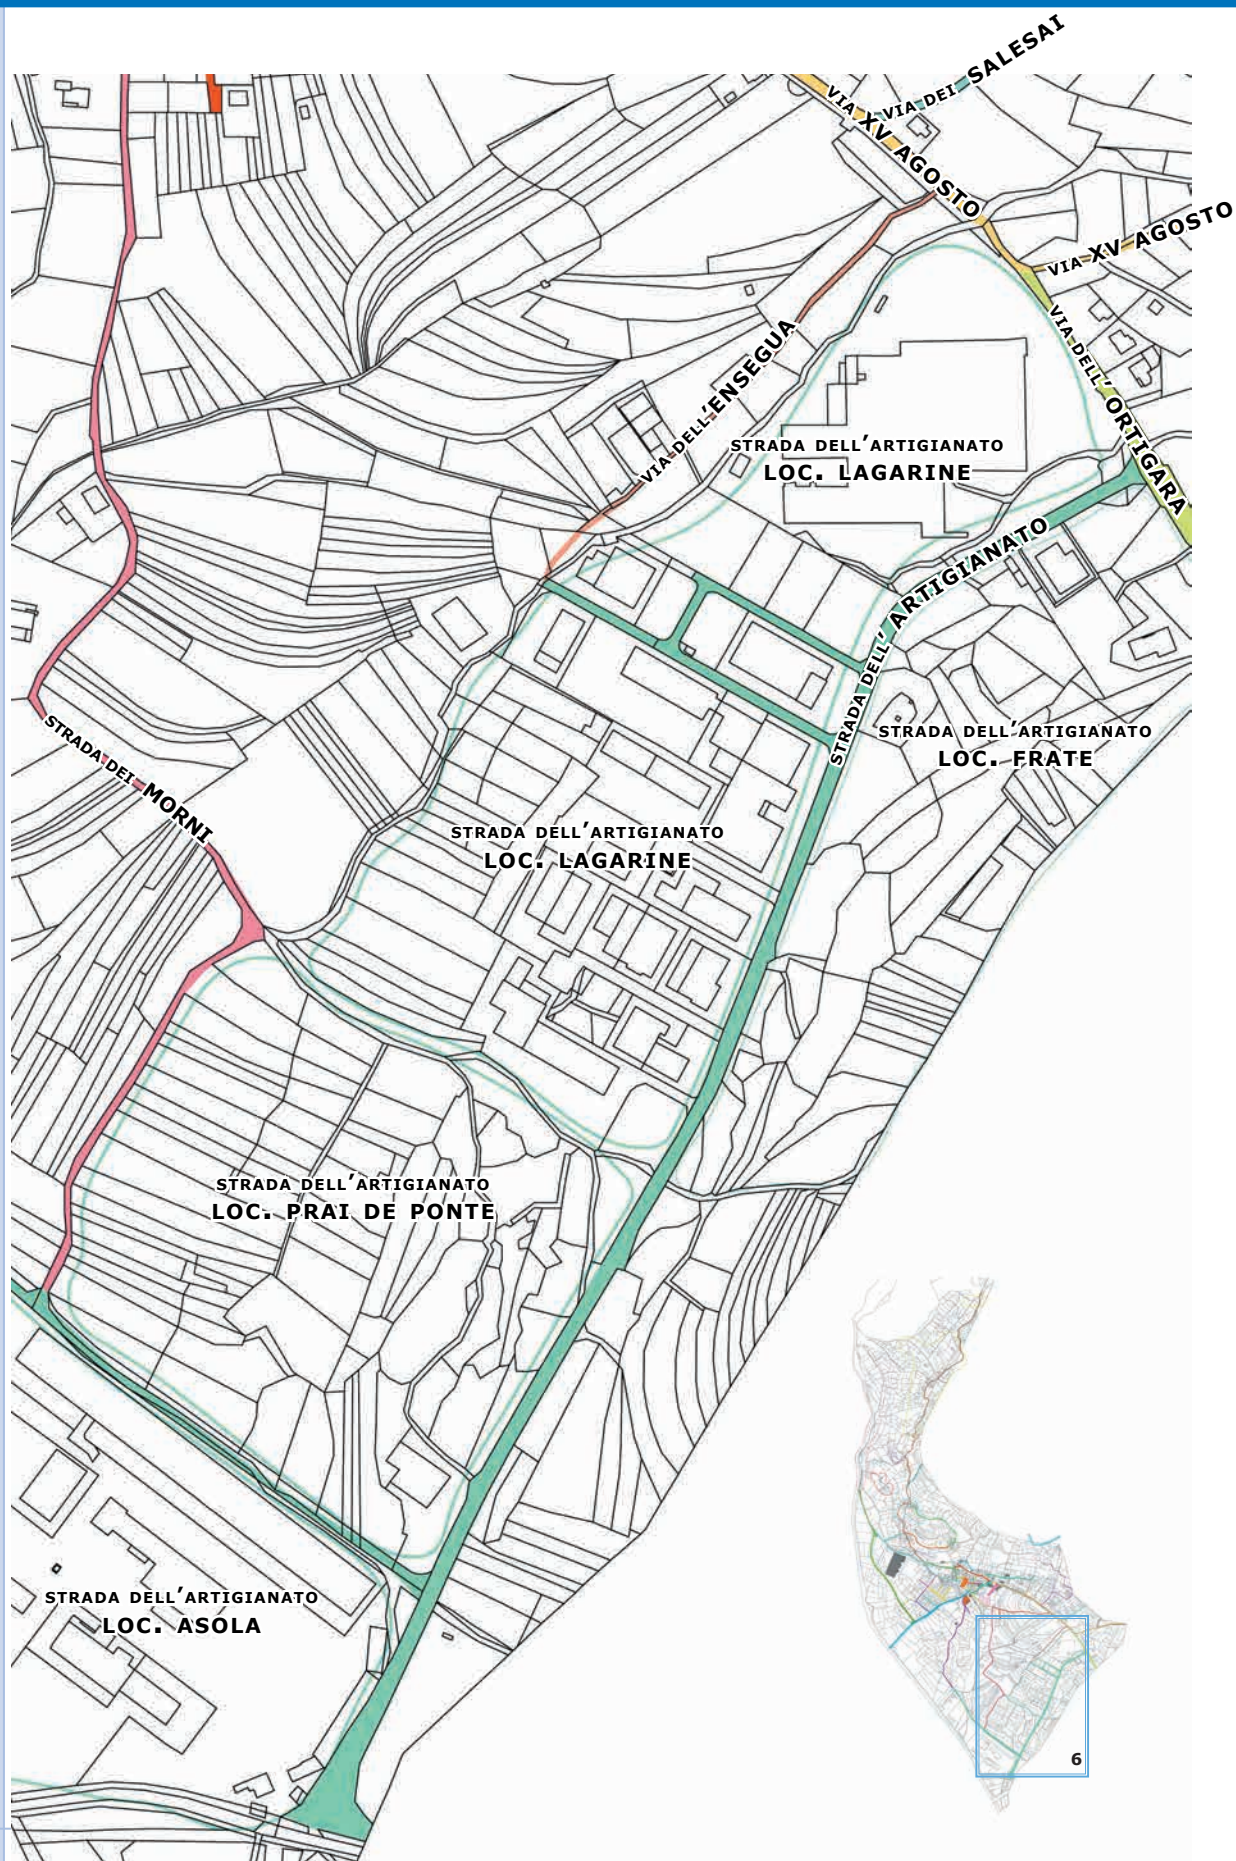 VIA DEI SALESAI
VIA XV AGOSTO
VIA XV AGOSTO
VIA DELL'ENSEGUA
VIA DELL'ORTIGARA
STRADA DELL'ARTIGIANATO
LOC. LAGARINE
STRADA DELL'ARTIGIANATO
STRADA DEI MORNI
STRADA DELL'ARTIGIANATO
LOC. FRATE
STRADA DELL'ARTIGIANATO
LOC. LAGARINE
STRADA DELL'ARTIGIANATO
LOC. PRAI DE PONTE
STRADA DELL'ARTIGIANATO
LOC. ASOLA
6